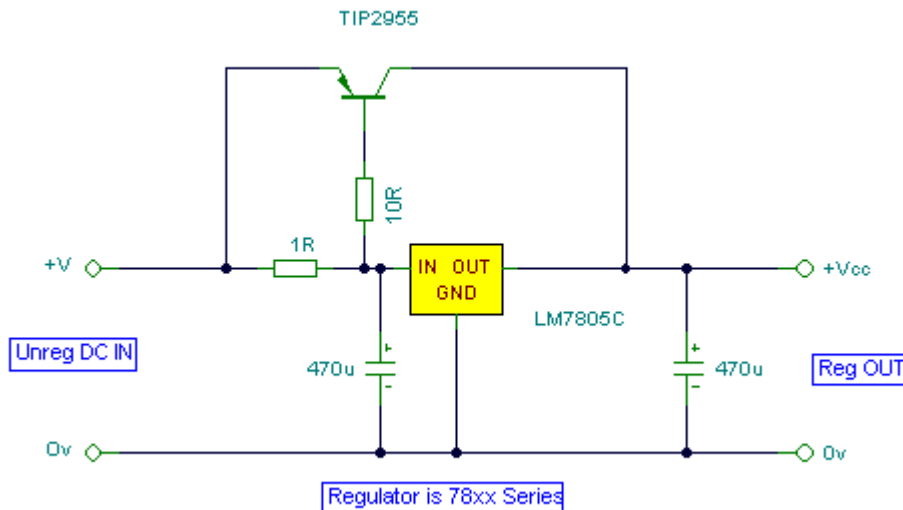 TIP2955
10R
1R
+V
IN OUT
GND
+Vcc
LM7805C
Unreg DC IN
+
470u
-
+
470u
-
Reg OUT
0v
0v
Regulator is 78xx Series